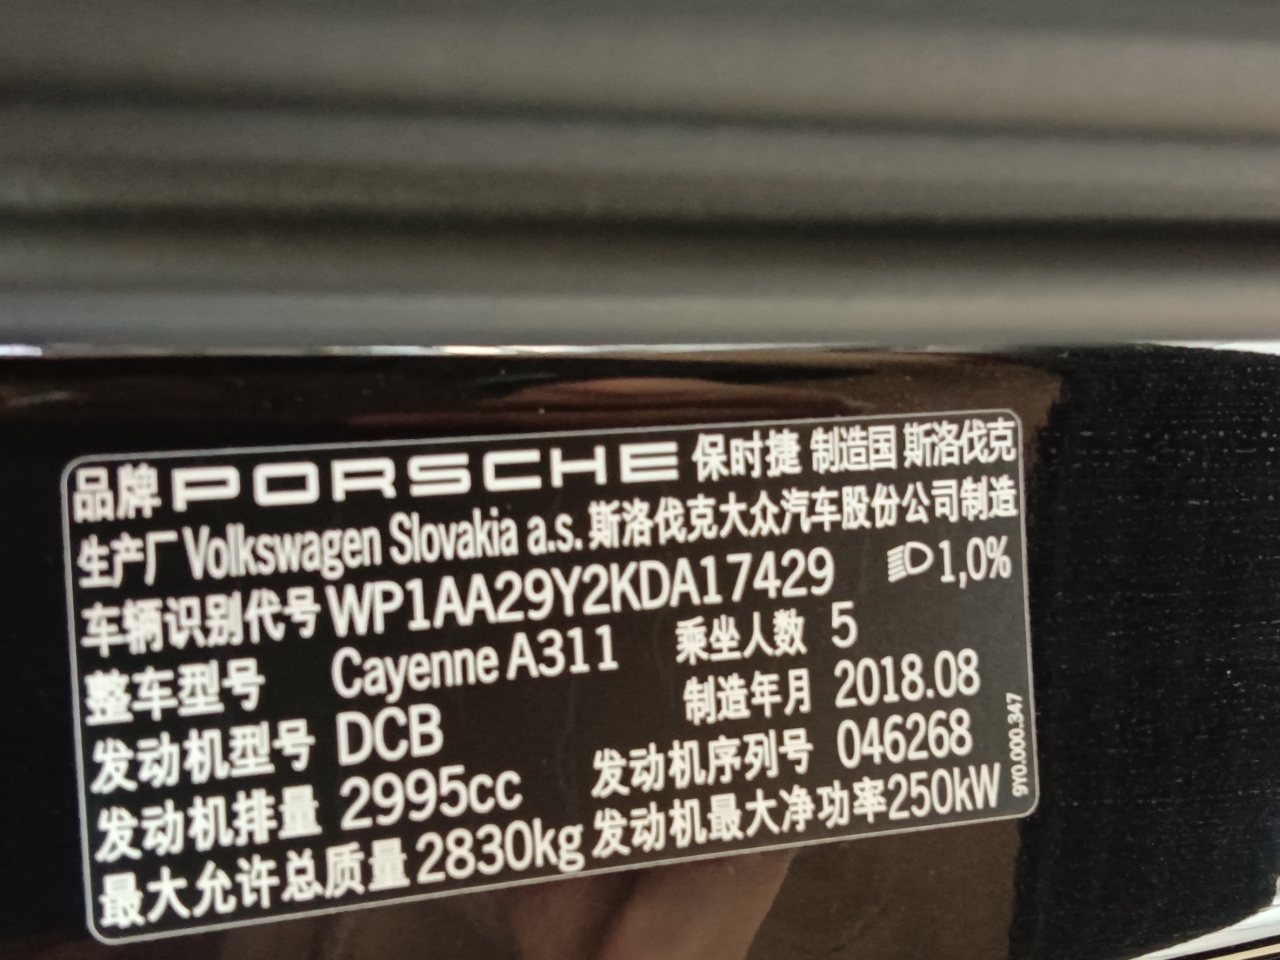 品牌 PORSCHE 保时捷 制造国 斯洛伐克
生产厂 Volkswagen Slovakia a.s. 斯洛伐克大众汽车股份公司制造
车辆识别代号 WP1AA29Y2KDA17429 1,0%
整车型号 Cayenne A311 乘坐人数 5
发动机型号 DCB 制造年月 2018.08
发动机排量 2995cc 发动机序列号 046268
最大允许总质量 2830kg 发动机最大净功率 250kW
9Y0.000.347